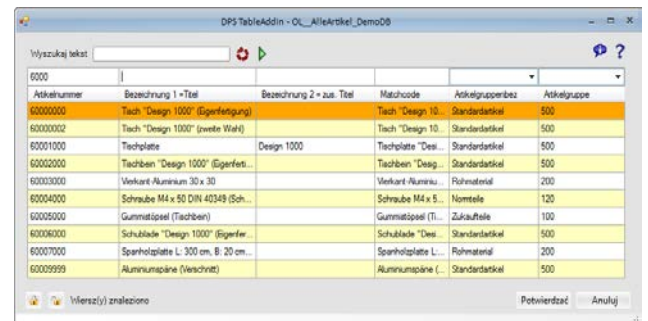 DPS TableAddin - OL__AlleArtikel_DemoDB
Wyszukaj tekst
6000
Artikelnummer Bezeichnung 1 =Titel Bezeichnung 2 = zus. Titel Matchcode Artikelgruppenbez Artikelgruppe
60000000 Tisch "Design 1000" (Eigenfertigung) Tisch "Design 10... Standardartikel 500
60000002 Tisch "Design 1000" (zweite Wahl) Tisch "Design 10... Standardartikel 500
60001000 Tischplatte Design 1000 Tischplatte "Desi... Standardartikel 500
60002000 Tischbein "Design 1000" (Eigenferti... Tischbein "Desig... Standardartikel 500
60003000 Vierkant-Aluminium 30 x 30 Vierkant-Aluminiu... Rohmaterial 200
60004000 Schraube M4 x 50 DIN 40349 (Sch... Schraube M4 x 5... Normteile 120
60005000 Gummistöpsel (Tischbein) Gummistöpsel (Ti... Zukaufteile 100
60006000 Schublade "Design 1000" (Eigenfer... Schublade "Desi... Standardartikel 500
60007000 Spanholzplatte L: 300 cm, B: 20 cm... Spanholzplatte L:... Rohmaterial 200
60009999 Aluminiumspäne (Verschnitt) Aluminiumspäne (... Standardartikel 500
Wiersz(y) znaleziono Potwierdzać Anuluj